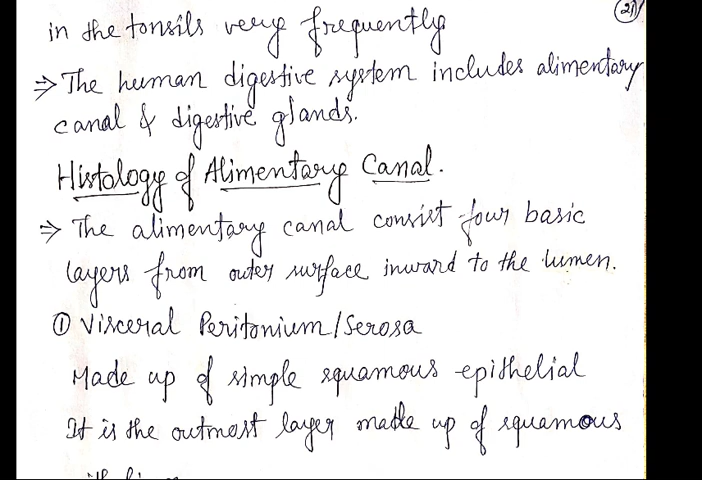 21
in the tonsils very frequently
⇒ The human digestive system includes alimentary
canal & digestive glands.
Histology of Alimentary Canal.
⇒ The alimentary canal consist four basic
layers from outer surface inward to the lumen.
① Visceral Peritonium/Serosa
Made up of simple squamous epithelial
It is the outmost layer made up of squamous